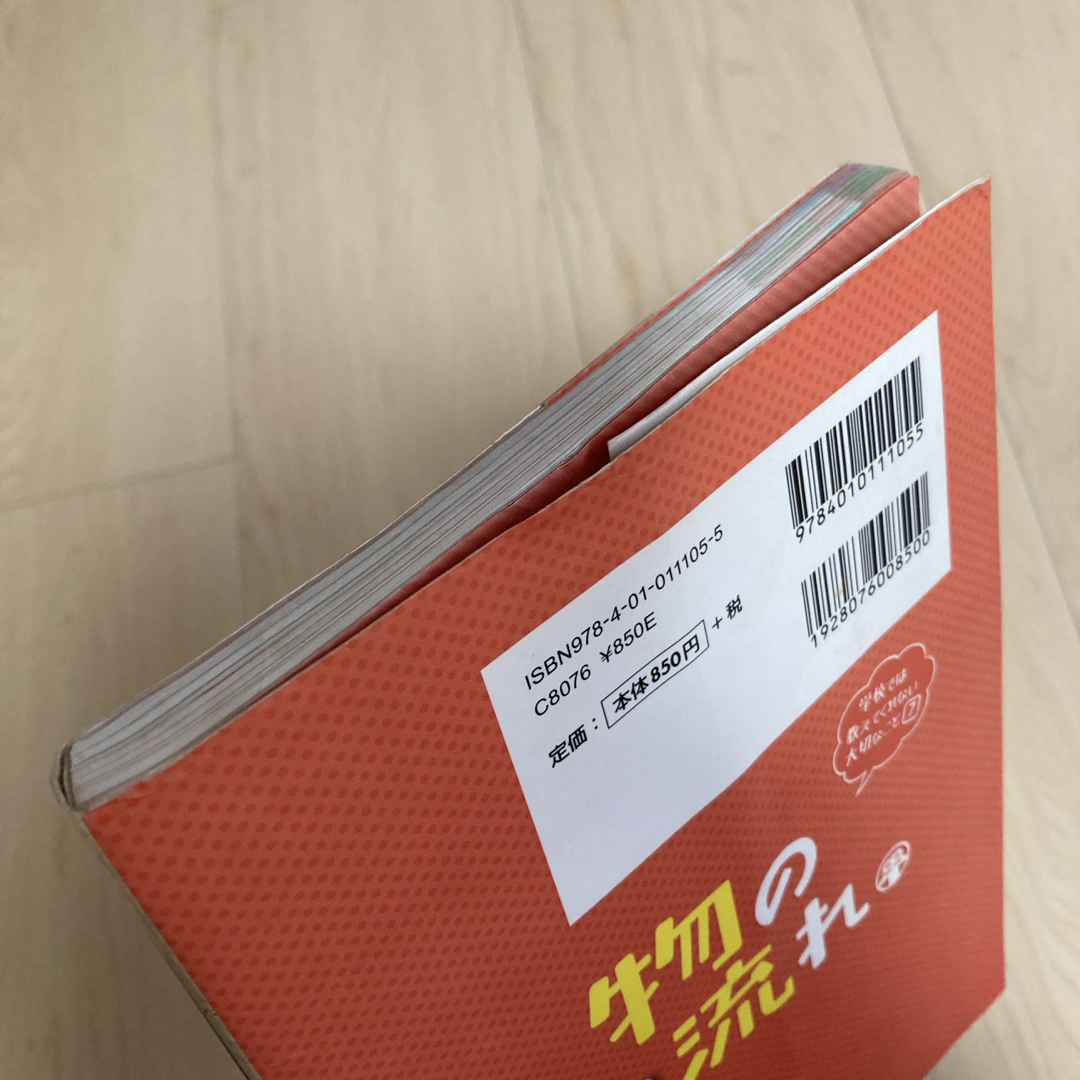 9784010111055
1928076008500
ISBN978-4-01-011105-5
C8076 ¥850E
定価：本体850円＋税
学校では
教えてくれない
大切なこと 7
物の
流れ